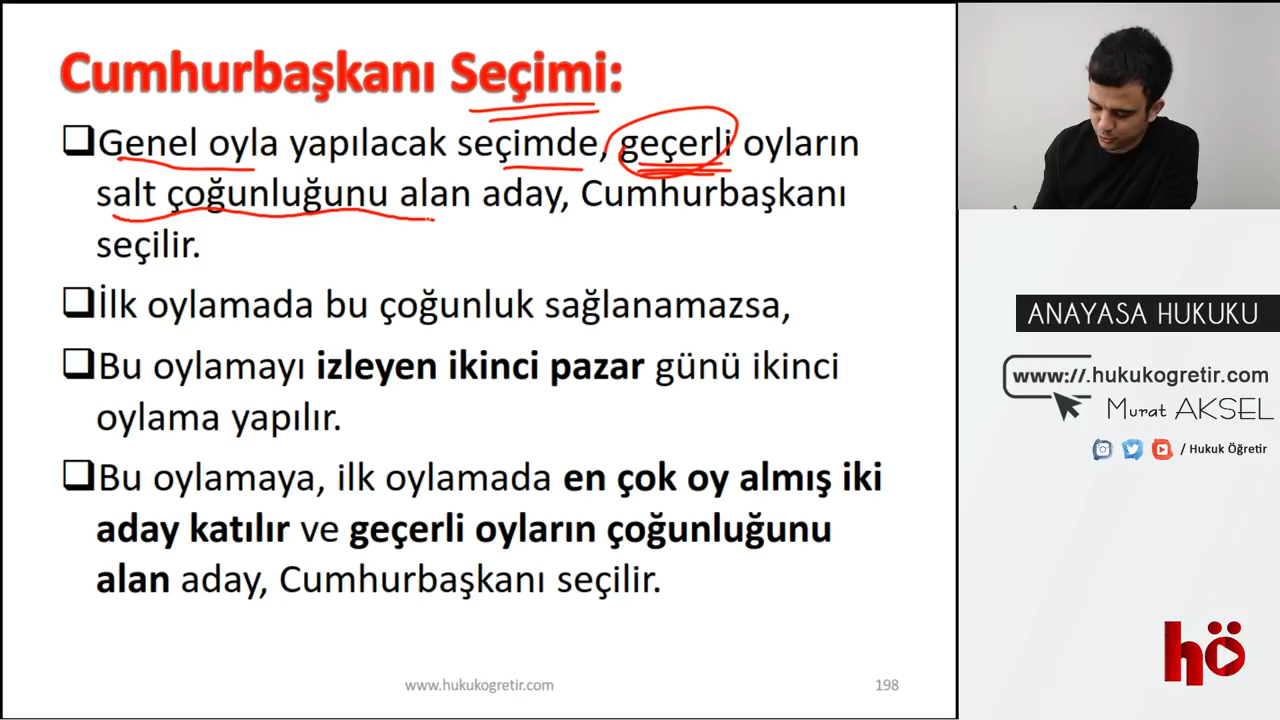 Cumhurbaşkanı Seçimi:
❑Genel oyla yapılacak seçimde, geçerli oyların
salt çoğunluğunu alan aday, Cumhurbaşkanı
seçilir.
❑İlk oylamada bu çoğunluk sağlanamazsa,
❑Bu oylamayı izleyen ikinci pazar günü ikinci
oylama yapılır.
❑Bu oylamaya, ilk oylamada en çok oy almış iki
aday katılır ve geçerli oyların çoğunluğunu
alan aday, Cumhurbaşkanı seçilir.
www.hukukogretir.com
198
ANAYASA HUKUKU
www://.hukukogretir.com
Murat AKSEL
/ Hukuk Öğretir
hö